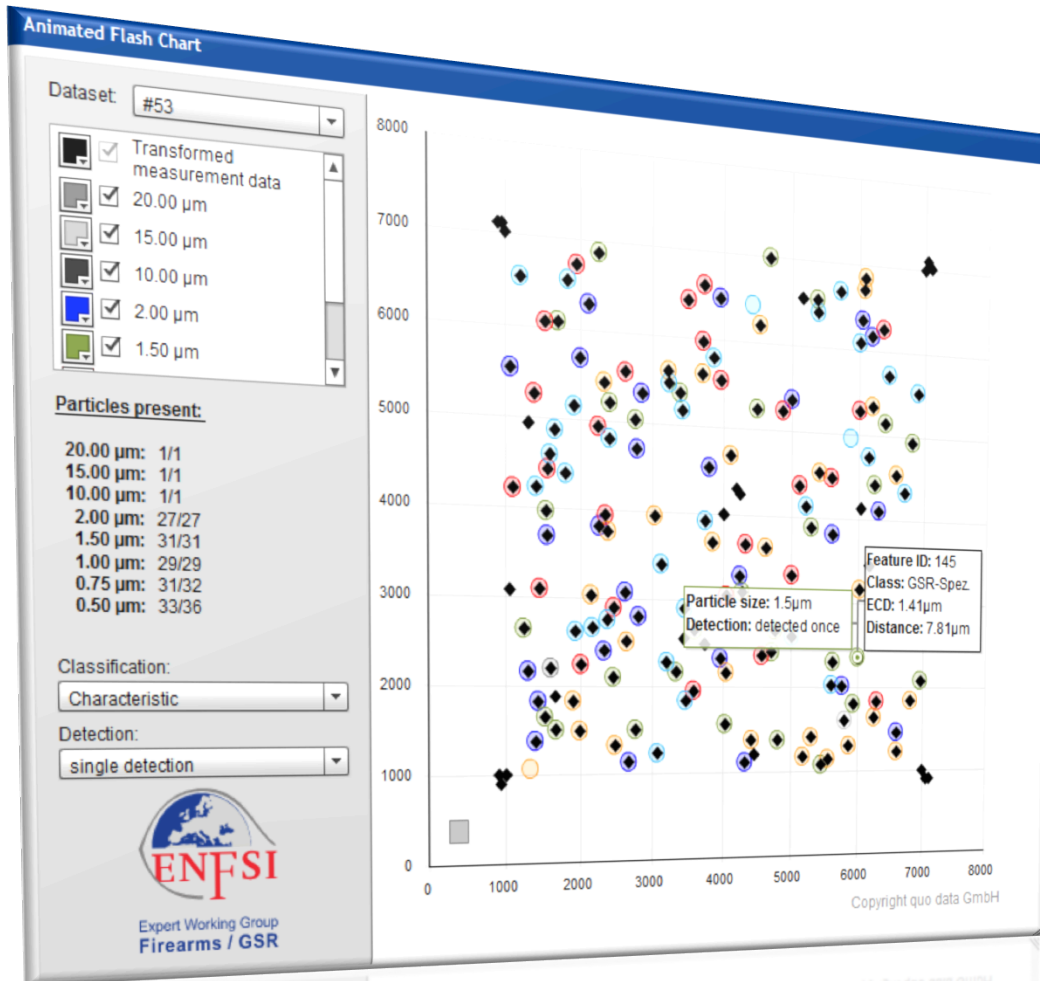 Animated Flash Chart
Dataset:
#53
Transformed
measurement data
20.00 µm
15.00 µm
10.00 µm
2.00 µm
1.50 µm
Particles present:
20.00 µm: 1/1
15.00 µm: 1/1
10.00 µm: 1/1
2.00 µm: 27/27
1.50 µm: 31/31
1.00 µm: 29/29
0.75 µm: 31/32
0.50 µm: 33/36
Classification:
Characteristic
Detection:
single detection
ENFSI
Expert Working Group
Firearms / GSR
8000
7000
6000
5000
4000
3000
2000
1000
0
0
1000
2000
3000
4000
5000
6000
7000
8000
Particle size: 1.5µm
Detection: detected once
Feature ID: 145
Class: GSR-Spez.
ECD: 1.41µm
Distance: 7.81µm
Copyright quo data GmbH